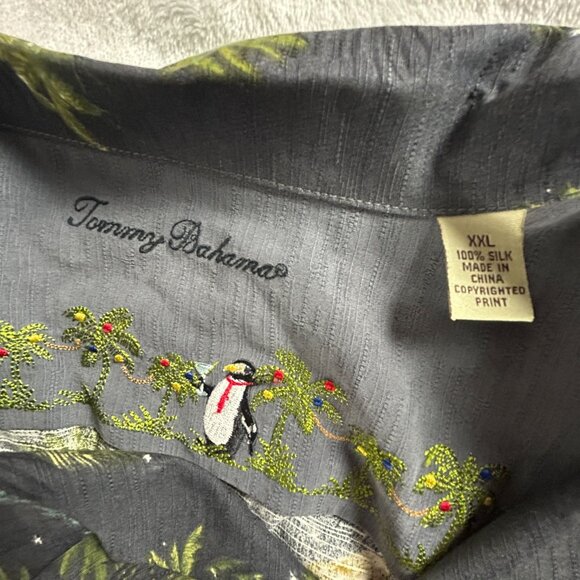 Tommy Bahama®
XXL
100% SILK
MADE IN
CHINA
COPYRIGHTED
PRINT